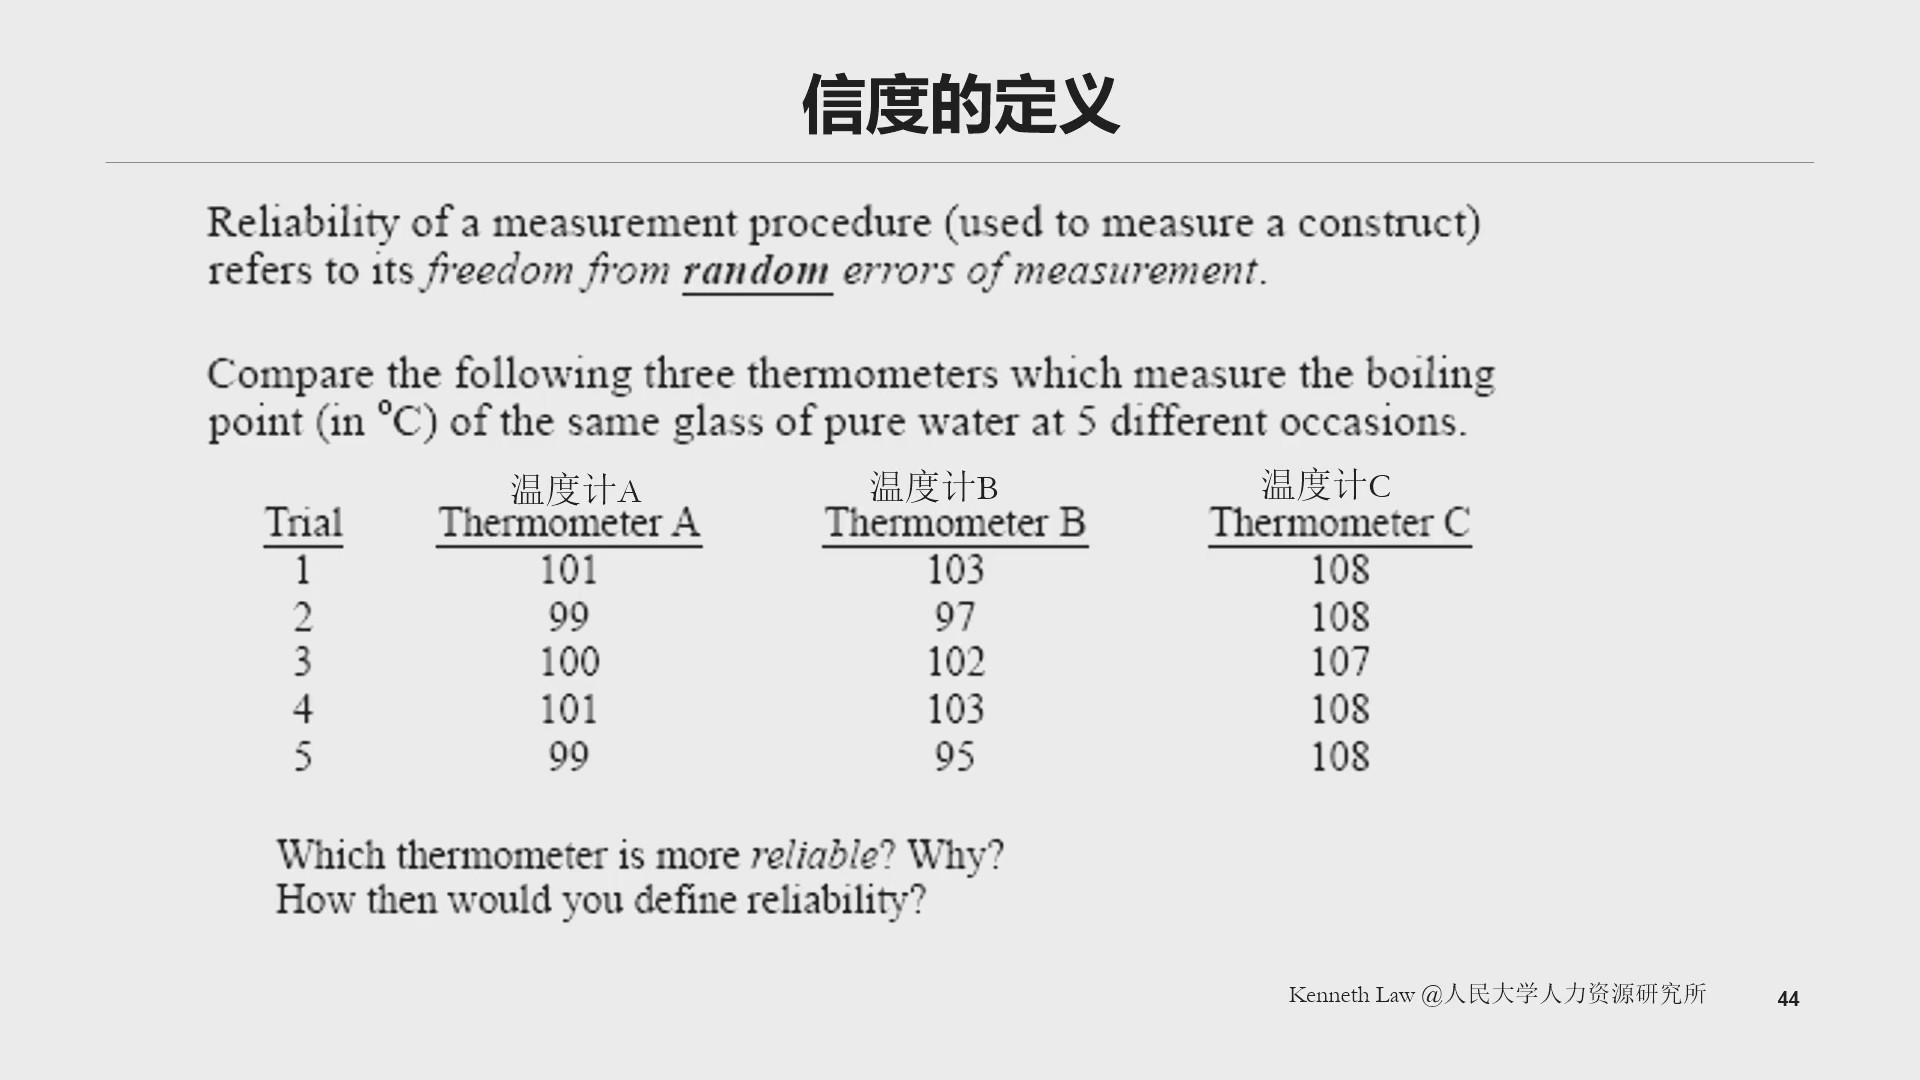 信度的定义
Reliability of a measurement procedure (used to measure a construct)
refers to its freedom from random errors of measurement.
Compare the following three thermometers which measure the boiling
point (in ⁰C) of the same glass of pure water at 5 different occasions.
温度计A 温度计B 温度计C
Trial Thermometer A Thermometer B Thermometer C
1 101 103 108
2 99 97 108
3 100 102 107
4 101 103 108
5 99 95 108
Which thermometer is more reliable? Why?
How then would you define reliability?
Kenneth Law @人民大学人力资源研究所 44